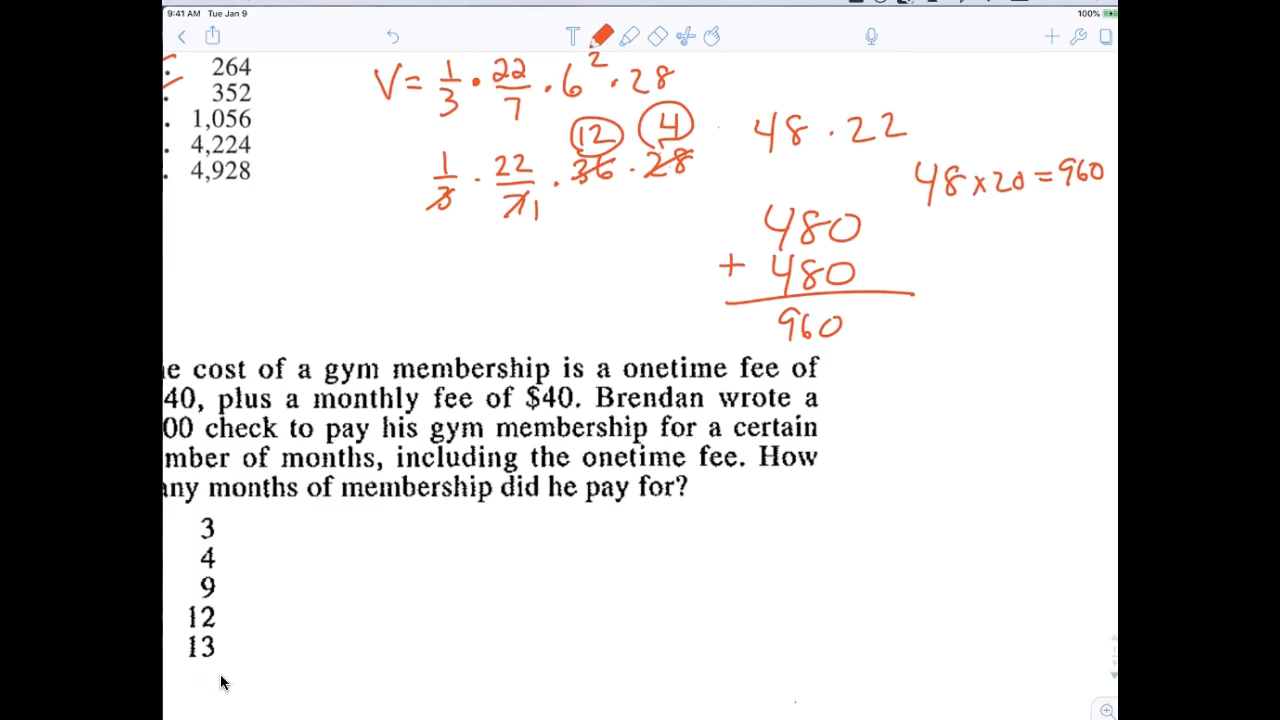 9:41 AM Tue Jan 9
100%
. 264
. 352
. 1,056
. 4,224
. 4,928
V = 1/3 · 22/7 · 6² · 28
12 4
1/3 · 22/7 1 · 36 · 28
48 · 22
48 x 20 = 960
480
+ 480
960
e cost of a gym membership is a onetime fee of
40, plus a monthly fee of $40. Brendan wrote a
00 check to pay his gym membership for a certain
mber of months, including the onetime fee. How
any months of membership did he pay for?
3
4
9
12
13